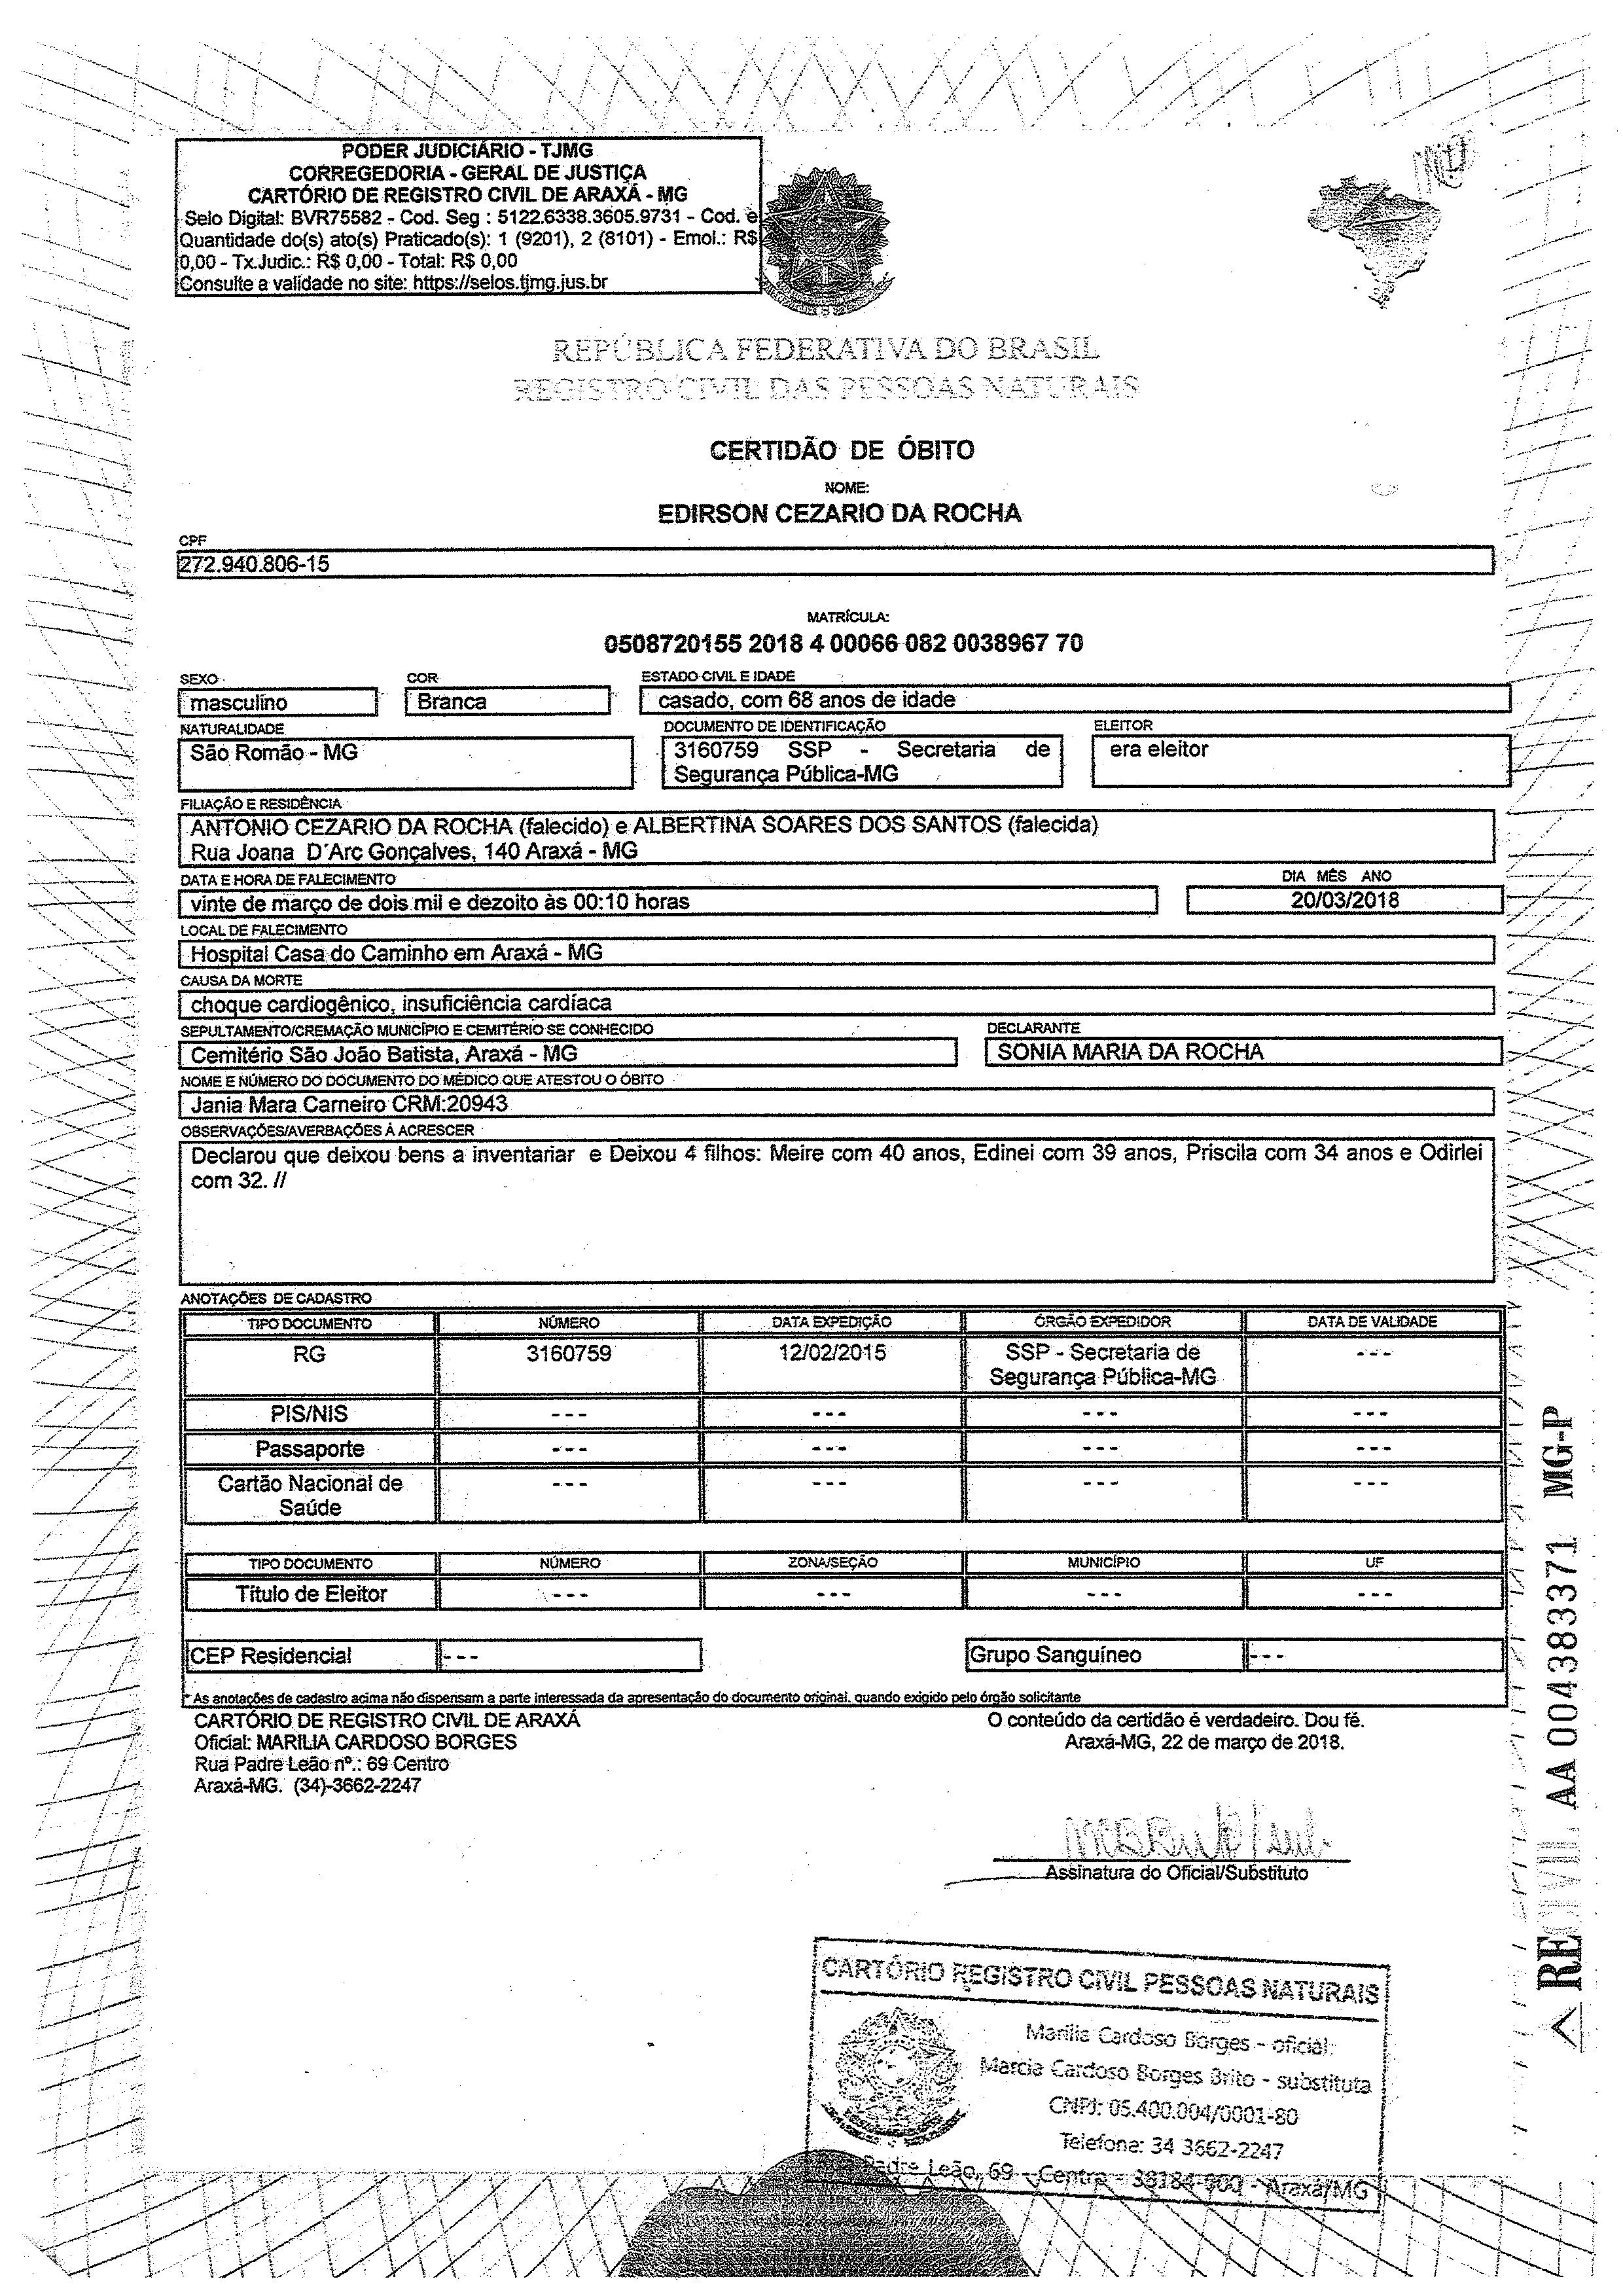 PODER JUDICIÁRIO - TJMG
CORREGEDORIA - GERAL DE JUSTIÇA
CARTÓRIO DE REGISTRO CIVIL DE ARAXÁ - MG
Selo Digital: BVR75582 - Cod. Seg : 5122.6338.3605.9731 - Cod. e
Quantidade do(s) ato(s) Praticado(s): 1 (9201), 2 (8101) - Emol.: R$
0,00 - Tx.Judic.: R$ 0,00 - Total: R$ 0,00
Consulte a validade no site: https://selos.tjmg.jus.br
REPÚBLICA FEDERATIVA DO BRASIL
REGISTRO CIVIL DAS PESSOAS NATURAIS
CERTIDÃO DE ÓBITO
NOME:
EDIRSON CEZARIO DA ROCHA
CPF
272.940.806-15
MATRÍCULA:
0508720155 2018 4 00066 082 0038967 70
SEXO COR ESTADO CIVIL E IDADE
masculino Branca casado, com 68 anos de idade
NATURALIDADE DOCUMENTO DE IDENTIFICAÇÃO ELEITOR
São Romão - MG 3160759 SSP - Secretaria de era eleitor
Segurança Pública-MG
FILIAÇÃO E RESIDÊNCIA
ANTONIO CEZARIO DA ROCHA (falecido) e ALBERTINA SOARES DOS SANTOS (falecida)
Rua Joana D´Arc Gonçalves, 140 Araxá - MG
DATA E HORA DE FALECIMENTO DIA MÊS ANO
vinte de março de dois mil e dezoito às 00:10 horas 20/03/2018
LOCAL DE FALECIMENTO
Hospital Casa do Caminho em Araxá - MG
CAUSA DA MORTE
choque cardiogênico, insuficiência cardíaca
SEPULTAMENTO/CREMAÇÃO MUNICÍPIO E CEMITÉRIO SE CONHECIDO DECLARANTE
Cemitério São João Batista, Araxá - MG SONIA MARIA DA ROCHA
NOME E NÚMERO DO DOCUMENTO DO MÉDICO QUE ATESTOU O ÓBITO
Jania Mara Carneiro CRM:20943
OBSERVAÇÕES/AVERBAÇÕES À ACRESCER
Declarou que deixou bens a inventariar e Deixou 4 filhos: Meire com 40 anos, Edinei com 39 anos, Priscila com 34 anos e Odirlei
com 32. //
ANOTAÇÕES DE CADASTRO
TIPO DOCUMENTO NÚMERO DATA EXPEDIÇÃO ÓRGÃO EXPEDIDOR DATA DE VALIDADE
RG 3160759 12/02/2015 SSP - Secretaria de ---
Segurança Pública-MG
PIS/NIS --- --- --- ---
Passaporte --- --- --- ---
Cartão Nacional de --- --- --- ---
Saúde
TIPO DOCUMENTO NÚMERO ZONA/SEÇÃO MUNICÍPIO UF
Título de Eleitor --- --- --- ---
CEP Residencial --- Grupo Sanguíneo ---
* As anotações de cadastro acima não dispensam a parte interessada da apresentação do documento original, quando exigido pelo órgão solicitante
CARTÓRIO DE REGISTRO CIVIL DE ARAXÁ
Oficial: MARILIA CARDOSO BORGES
Rua Padre Leão nº.: 69 Centro
Araxá-MG. (34)-3662-2247
O conteúdo da certidão é verdadeiro. Dou fé.
Araxá-MG, 22 de março de 2018.
Assinatura do Oficial/Substituto
CARTÓRIO REGISTRO CIVIL PESSOAS NATURAIS
Marilia Cardoso Borges - oficial:
Marcia Cardoso Borges Brito - substituta
CNPJ: 05.400.004/0001-80
Telefone: 34 3662-2247
Padre Leão, 69 - Centro - 38184-000 - Araxá/MG
RECIVIL AA 004383371 MG-P